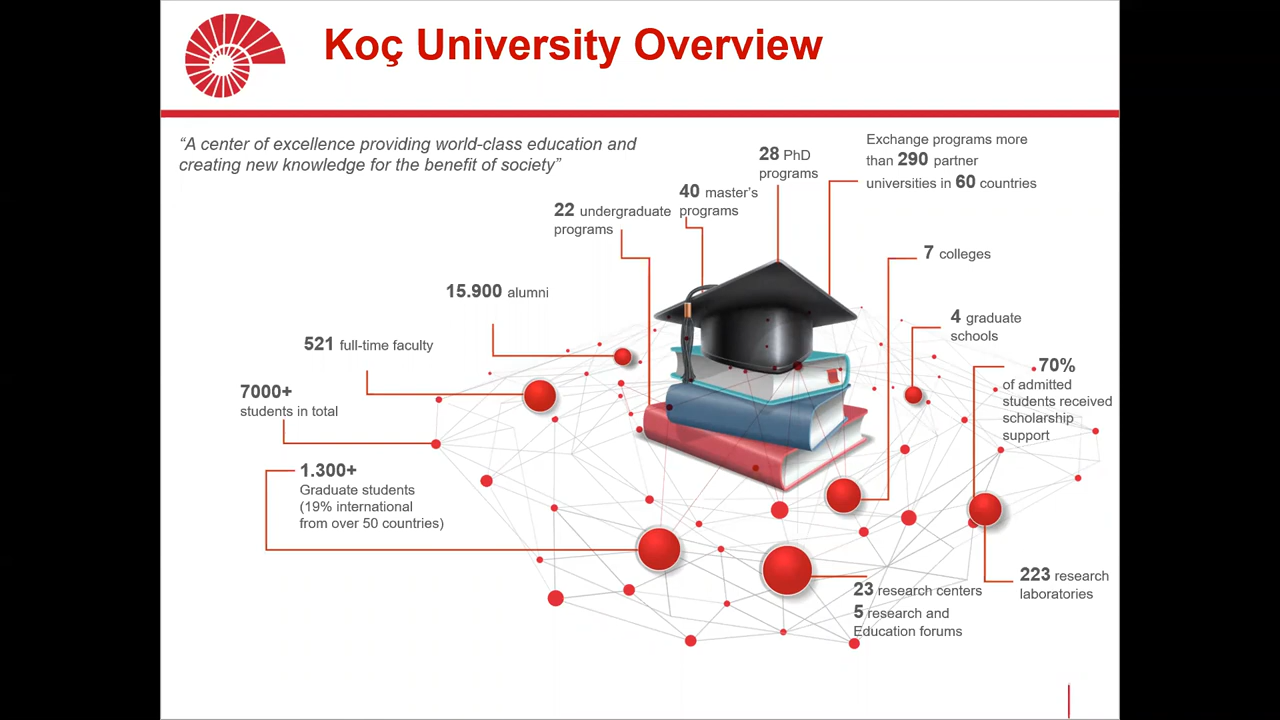 Koç University Overview
“A center of excellence providing world-class education and
creating new knowledge for the benefit of society”
28 PhD
programs
Exchange programs more
than 290 partner
universities in 60 countries
40 master’s
programs
22 undergraduate
programs
7 colleges
15.900 alumni
4 graduate
schools
521 full-time faculty
70%
of admitted
students received
scholarship
support
7000+
students in total
1.300+
Graduate students
(19% international
from over 50 countries)
223 research
laboratories
23 research centers
5 research and
Education forums